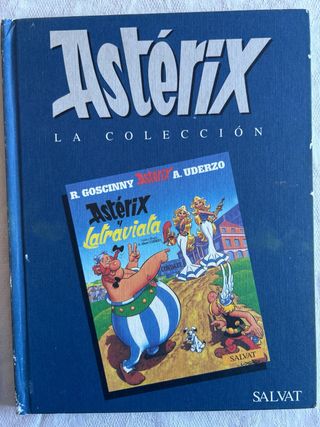 Astérix
LA COLECCIÓN
R. GOSCINNY Astérix A. UDERZO
Astérix
y
Latraviata
SALVAT
SALVAT